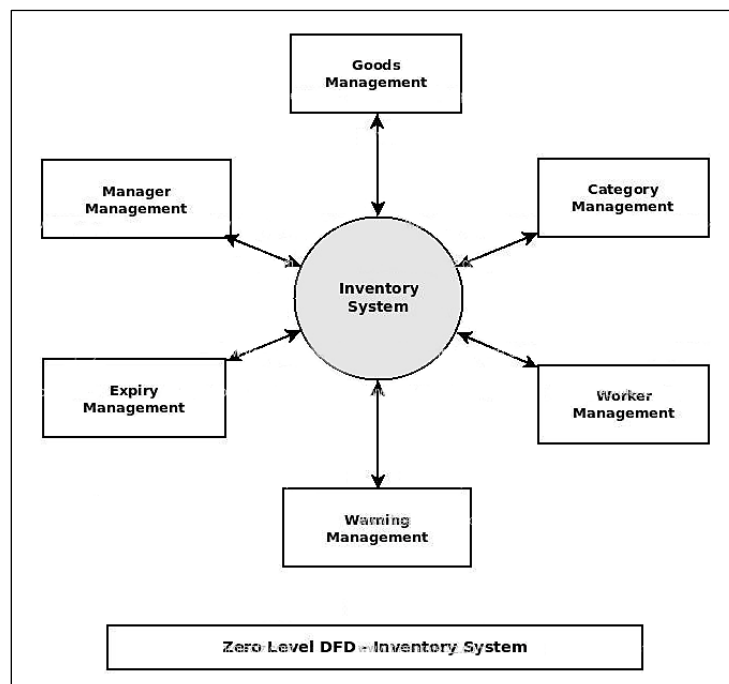 Goods
Management
Manager
Management
Category
Management
Inventory
System
Expiry
Management
Worker
Management
Warning
Management
Zero Level DFD - Inventory System